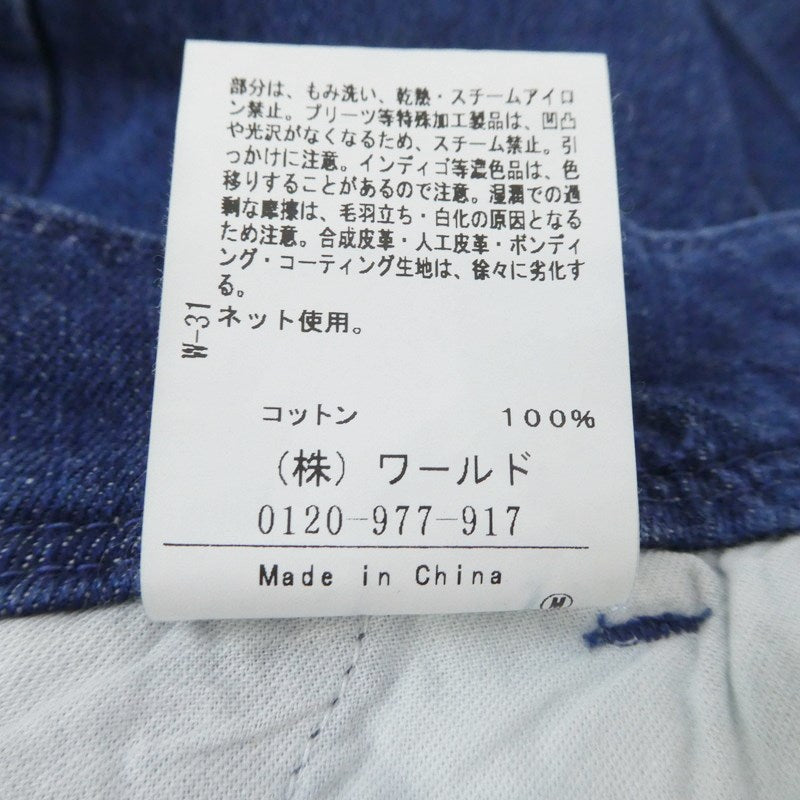 部分は、もみ洗い、乾熱・スチームアイロ
ン禁止。プリーツ等特殊加工製品は、凹凸
や光沢がなくなるため、スチーム禁止。引
っかけに注意。インディゴ等濃色品は、色
移りすることがあるので注意。湿潤での過
剰な摩擦は、毛羽立ち・白化の原因となる
ため注意。合成皮革・人工皮革・ボンディ
ング・コーティング生地は、徐々に劣化す
る。
ネット使用。
W-31
コットン 100%
(株)ワールド
0120-977-917
Made in China
M